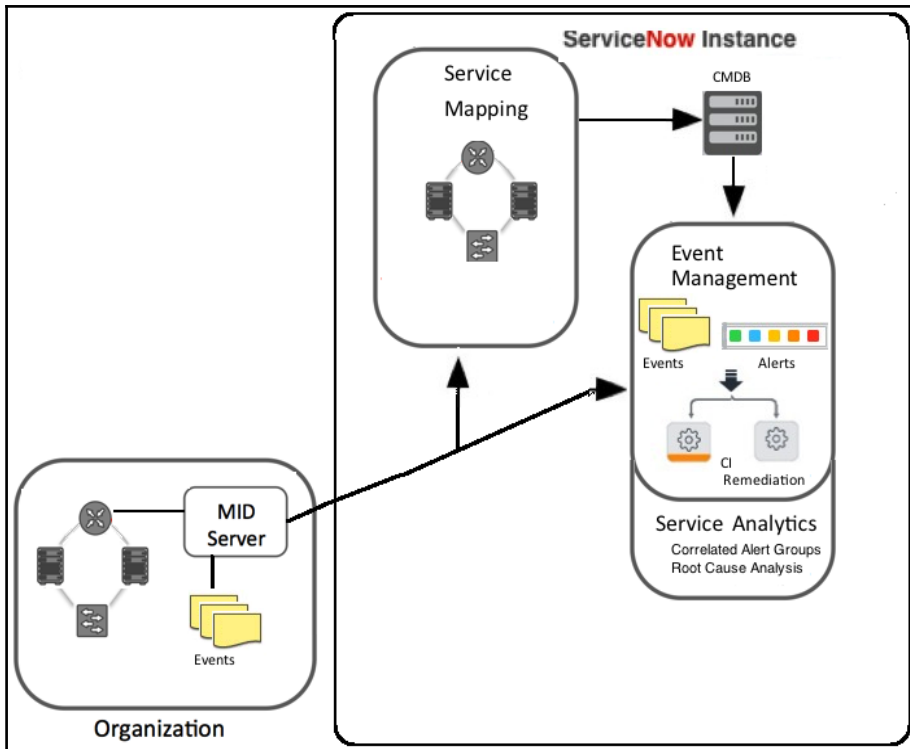 ServiceNow Instance
Service
Mapping
CMDB
Event
Management
Events
Alerts
CI
Remediation
Service Analytics
Correlated Alert Groups
Root Cause Analysis
MID
Server
Events
Organization